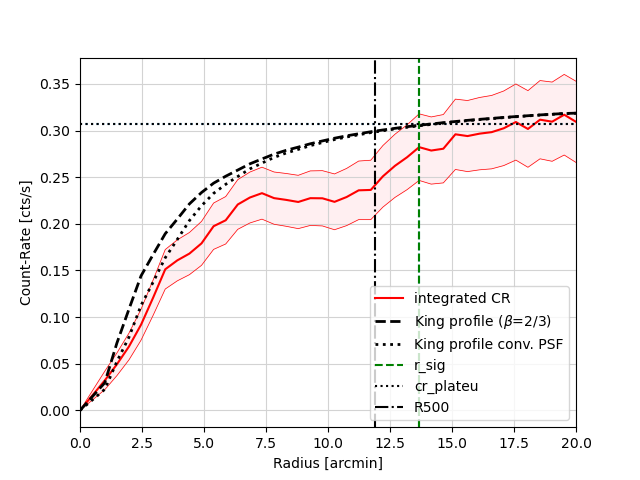 0.35
0.30
0.25
0.20
0.15
0.10
0.05
0.00
Count-Rate [cts/s]
integrated CR
King profile (β=2/3)
King profile conv. PSF
r_sig
cr_plateu
R500
0.0 2.5 5.0 7.5 10.0 12.5 15.0 17.5 20.0
Radius [arcmin]